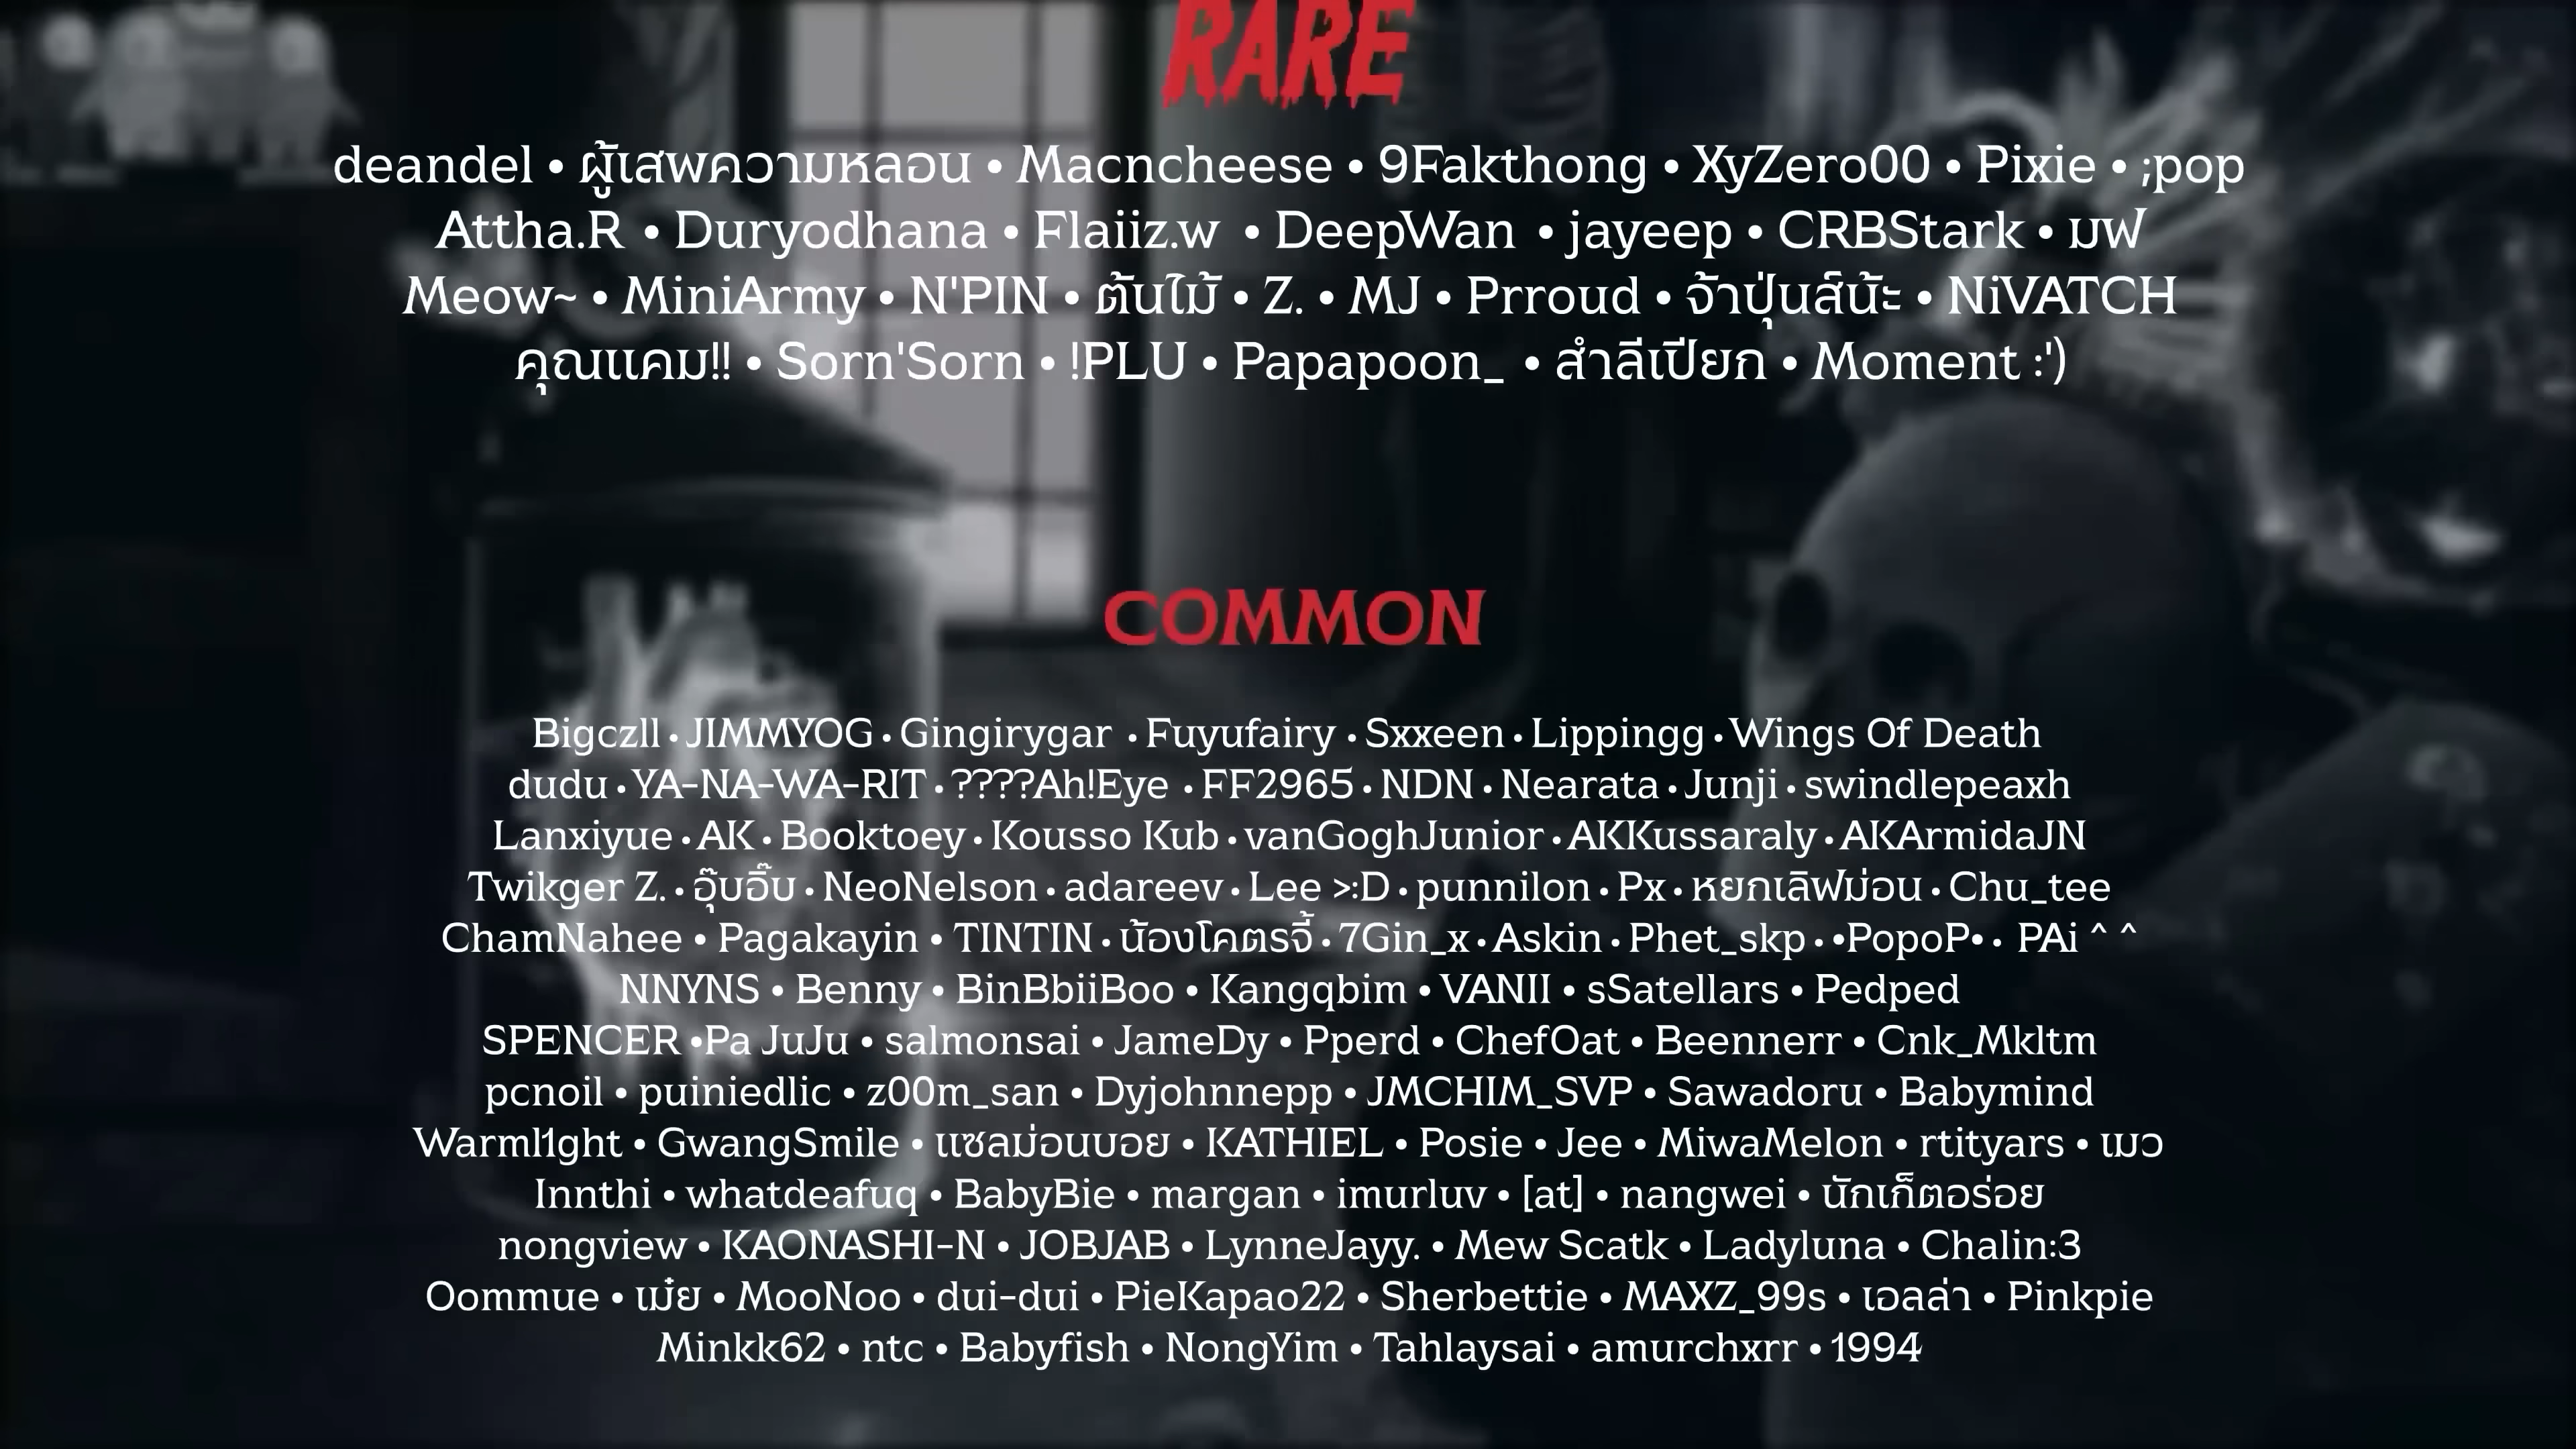 RARE
deandel • ผู้เสพความหลอน • Macncheese • 9Fakthong • XyZero00 • Pixie • ;pop
Attha.R • Duryodhana • Flaiiz.w • DeepWan • jayeep • CRBStark • มฟ
Meow~ • MiniArmy • N'PIN • ต้นไม้ • Z. • MJ • Prroud • จ้าปุ่นส์น้ะ • NiVATCH
คุณแคม!! • Sorn'Sorn • !PLU • Papapoon_ • สำลีเปียก • Moment :')
COMMON
Bigczll • JIMMYOG • Gingirygar • Fuyufairy • Sxxeen • Lippingg • Wings Of Death
dudu • YA-NA-WA-RIT • ????Ah!Eye • FF2965 • NDN • Nearata • Junji • swindlepeaxh
Lanxiyue • AK • Booktoey • Kousso Kub • vanGoghJunior • AKKussaraly • AKArmidaJN
Twikger Z. • อุ๊บอิ๊บ • NeoNelson • adareev • Lee >:D • punnilon • Px • หยกเลิฟม่อน • Chu_tee
ChamNahee • Pagakayin • TINTIN • น้องโคตรจี้ • 7Gin_x • Askin • Phet_skp • •PopoP• • PAi ^ ^
NNYNS • Benny • BinBbiiBoo • Kangqbim • VANII • sSatellars • Pedped
SPENCER •Pa JuJu • salmonsai • JameDy • Pperd • ChefOat • Beennerr • Cnk_Mkltm
pcnoil • puiniedlic • z00m_san • Dyjohnnepp • JMCHIM_SVP • Sawadoru • Babymind
Warml1ght • GwangSmile • แซลม่อนบอย • KATHIEL • Posie • Jee • MiwaMelon • rtityars • เมว
Innthi • whatdeafuq • BabyBie • margan • imurluv • [at] • nangwei • นักเก็ตอร่อย
nongview • KAONASHI-N • JOBJAB • LynneJayy. • Mew Scatk • Ladyluna • Chalin:3
Oommue • เม๋ย • MooNoo • dui-dui • PieKapao22 • Sherbettie • MAXZ_99s • เอลล่า • Pinkpie
Minkk62 • ntc • Babyfish • NongYim • Tahlaysai • amurchxrr • 1994